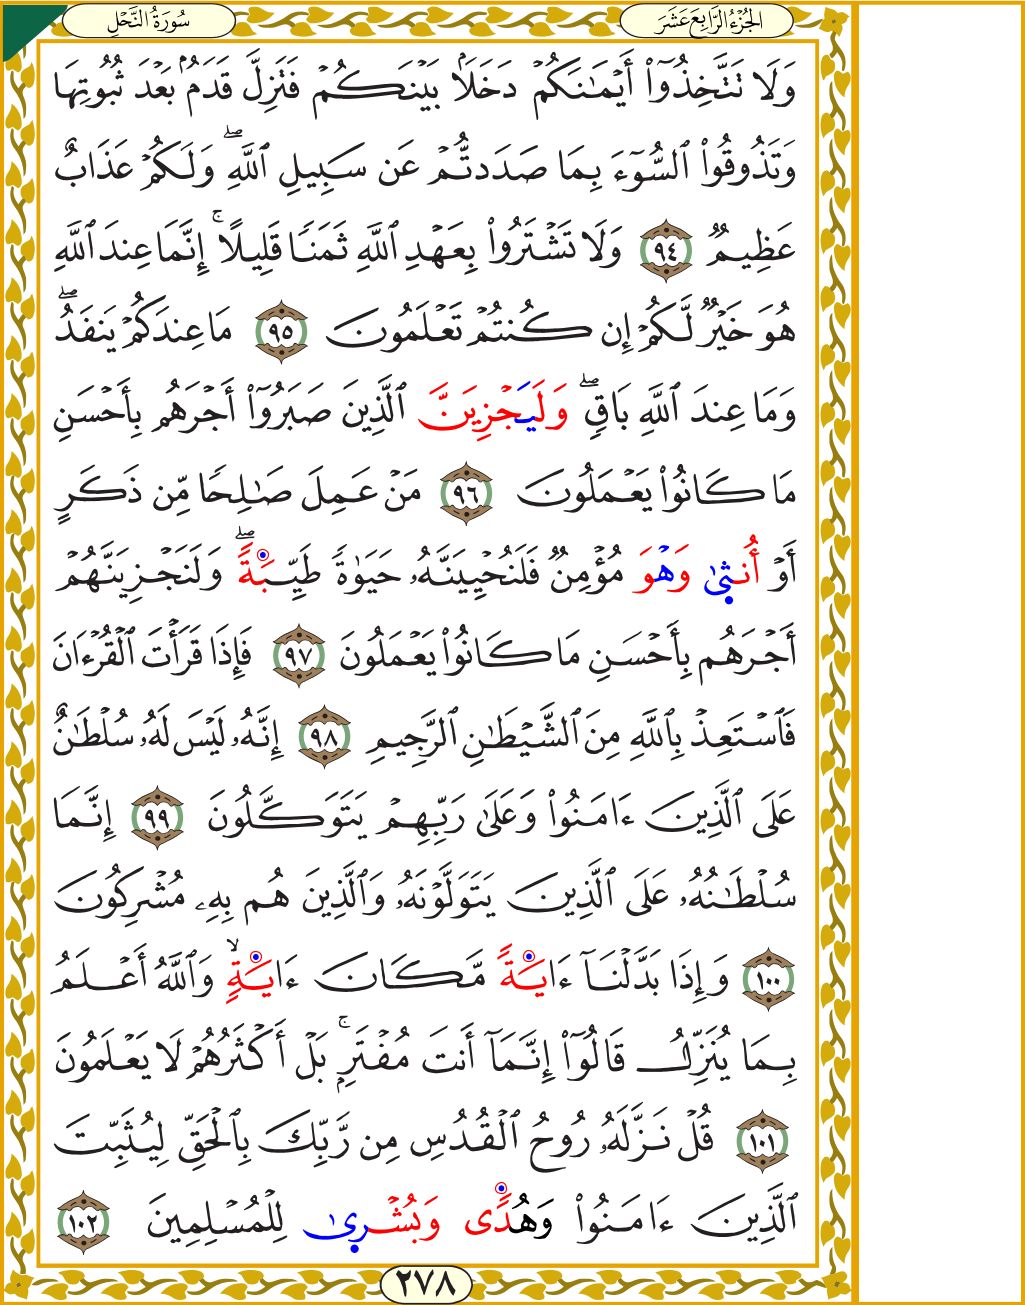 الجُزْءُ الرَّابِعَ عَشَرَ
سُورَةُ النَّحْلِ
وَلَا تَتَّخِذُوٓا۟ أَيْمَٰنَكُمْ دَخَلًۢا بَيْنَكُمْ فَتَزِلَّ قَدَمٌۢ بَعْدَ ثُبُوتِهَا
وَتَذُوقُوا۟ ٱلسُّوٓءَ بِمَا صَدَدتُّمْ عَن سَبِيلِ ٱللَّهِ ۖ وَلَكُمْ عَذَابٌ
عَظِيمٌ ٩٤ وَلَا تَشْتَرُوا۟ بِعَهْدِ ٱللَّهِ ثَمَنًا قَلِيلًا ۚ إِنَّمَا عِندَ ٱللَّهِ
هُوَ خَيْرٌ لَّكُمْ إِن كُنتُمْ تَعْلَمُونَ ٩٥ مَا عِندَكُمْ يَنفَدُ ۖ
وَمَا عِندَ ٱللَّهِ بَاقٍ ۖ وَلَيَجْزِيَنَّ ٱلَّذِينَ صَبَرُوٓا۟ أَجْرَهُم بِأَحْسَنِ
مَا كَانُوا۟ يَعْمَلُونَ ٩٦ مَنْ عَمِلَ صَٰلِحًا مِّن ذَكَرٍ
أَوْ أُنثىٰ وَهْوَ مُؤْمِنٌ فَلَنُحْيِيَنَّهُۥ حَيَوٰةً طَيِّبَةً ۖ وَلَنَجْزِيَنَّهُمْ
أَجْرَهُم بِأَحْسَنِ مَا كَانُوا۟ يَعْمَلُونَ ٩٧ فَإِذَا قَرَأْتَ ٱلْقُرْءَانَ
فَٱسْتَعِذْ بِٱللَّهِ مِنَ ٱلشَّيْطَٰنِ ٱلرَّجِيمِ ٩٨ إِنَّهُۥ لَيْسَ لَهُۥ سُلْطَٰنٌ
عَلَى ٱلَّذِينَ ءَامَنُوا۟ وَعَلَىٰ رَبِّهِمْ يَتَوَكَّلُونَ ٩٩ إِنَّمَا
سُلْطَٰنُهُۥ عَلَى ٱلَّذِينَ يَتَوَلَّوْنَهُۥ وَٱلَّذِينَ هُم بِهِۦ مُشْرِكُونَ
١٠٠ وَإِذَا بَدَّلْنَآ ءَايَةً مَّكَانَ ءَايَةٍ ۙ وَٱللَّهُ أَعْلَمُ
بِمَا يُنَزِّلُ قَالُوٓا۟ إِنَّمَآ أَنتَ مُفْتَرٍۭ ۚ بَلْ أَكْثَرُهُمْ لَا يَعْلَمُونَ
١٠١ قُلْ نَزَّلَهُۥ رُوحُ ٱلْقُدُسِ مِن رَّبِّكَ بِٱلْحَقِّ لِيُثَبِّتَ
ٱلَّذِينَ ءَامَنُوا۟ وَهُدًى وَبُشْرىٰ لِلْمُسْلِمِينَ ١٠٢
٢٧٨